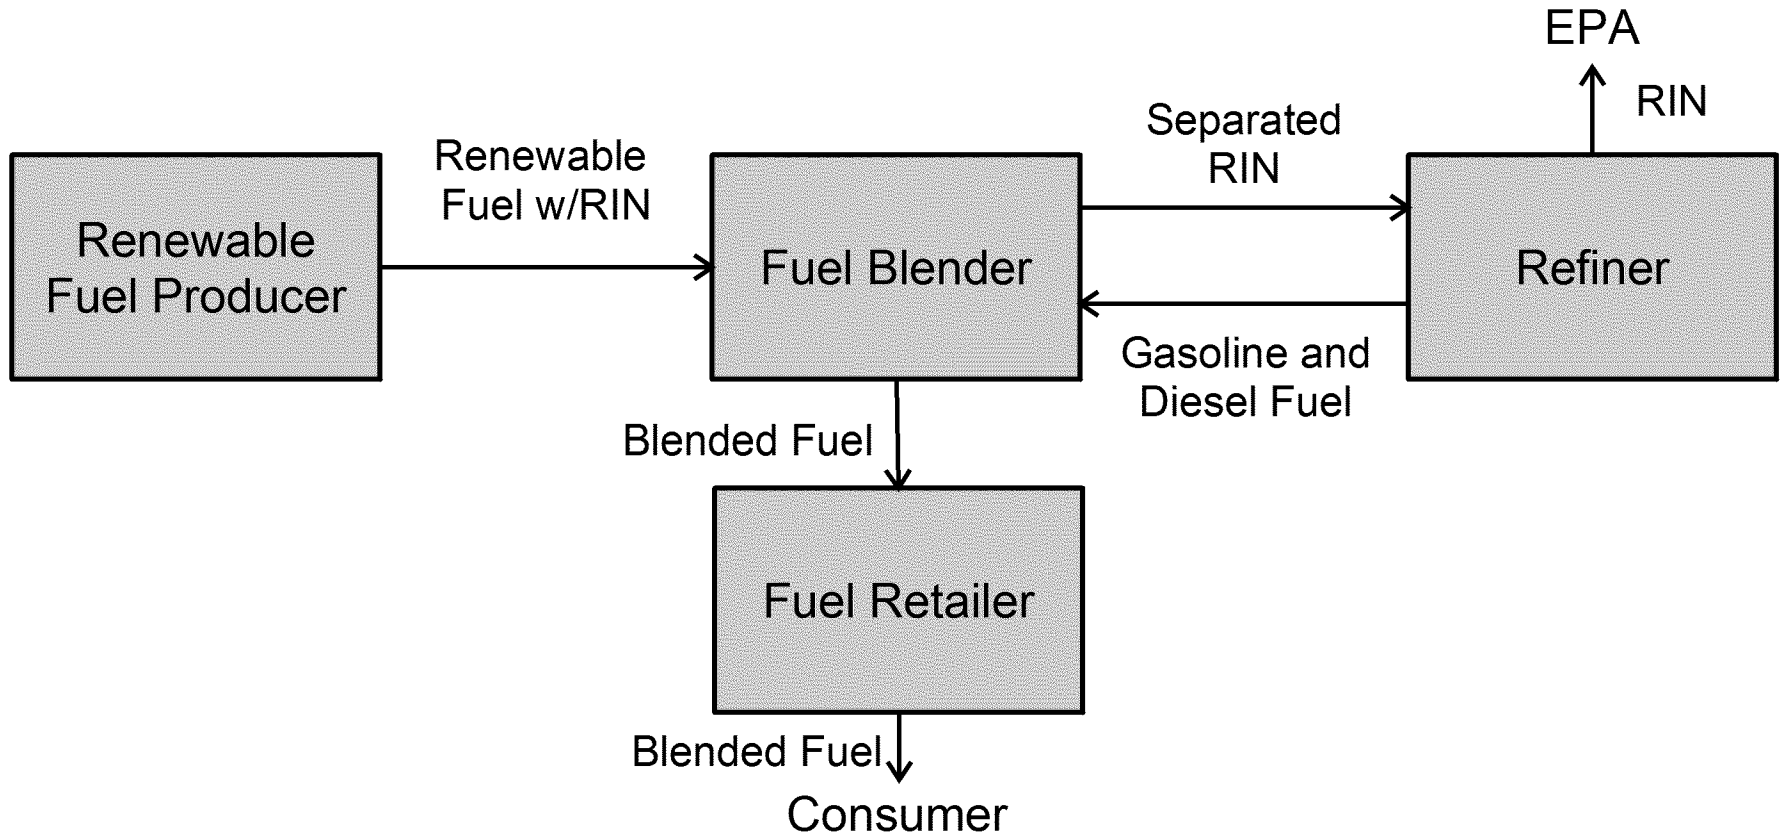 EPA
RIN
Separated
RIN
Renewable
Fuel w/RIN
Renewable
Fuel Producer
Fuel Blender
Refiner
Gasoline and
Diesel Fuel
Blended Fuel
Fuel Retailer
Blended Fuel
Consumer